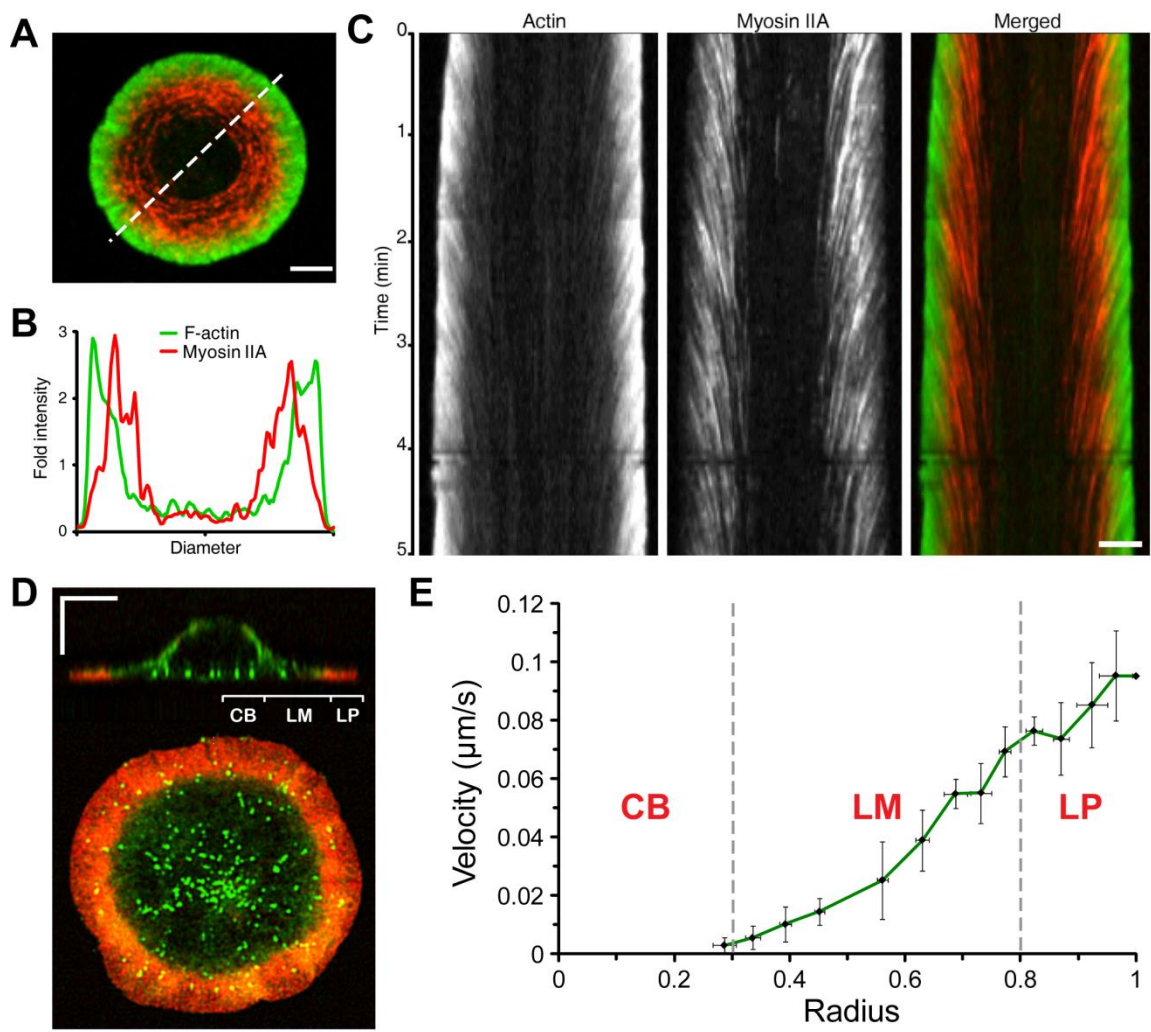 A
B
Fold intensity
3
2
1
0
F-actin
Myosin IIA
Diameter
C
Actin
Myosin IIA
Merged
Time (min)
0
1
2
3
4
5
D
CB LM LP
E
Velocity (µm/s)
0.12
0.1
0.08
0.06
0.04
0.02
0
CB LM LP
0 0.2 0.4 0.6 0.8 1
Radius